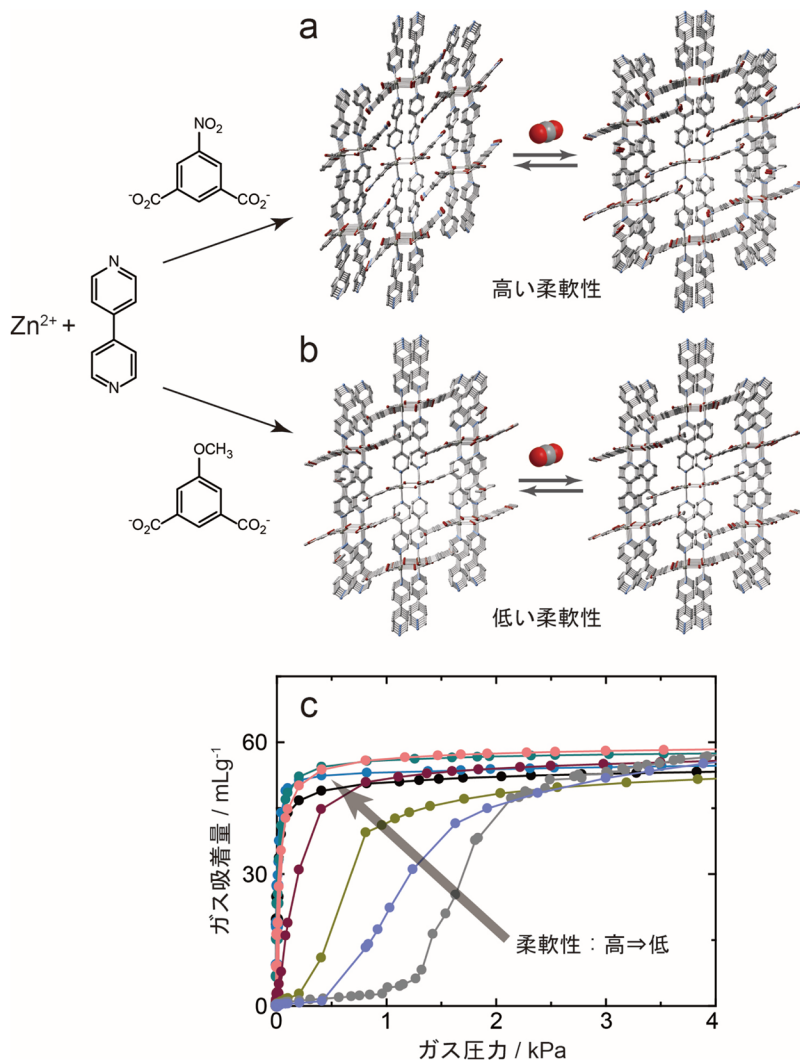 a
NO₂
⁻O₂C
CO₂⁻
高い柔軟性
N
Zn²⁺ +
N
b
OCH₃
⁻O₂C
CO₂⁻
低い柔軟性
c
60
30
0
ガス吸着量 / mLg⁻¹
柔軟性：高⇒低
0 1 2 3 4
ガス圧力 / kPa